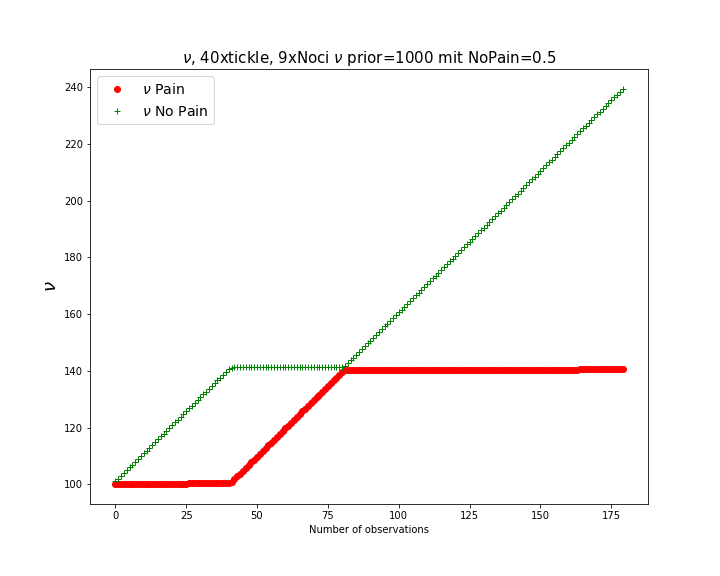 ν, 40xtickle, 9xNoci ν prior=1000 mit NoPain=0.5
ν Pain
ν No Pain
240
220
200
180
160
140
120
100
ν
0 25 50 75 100 125 150 175
Number of observations